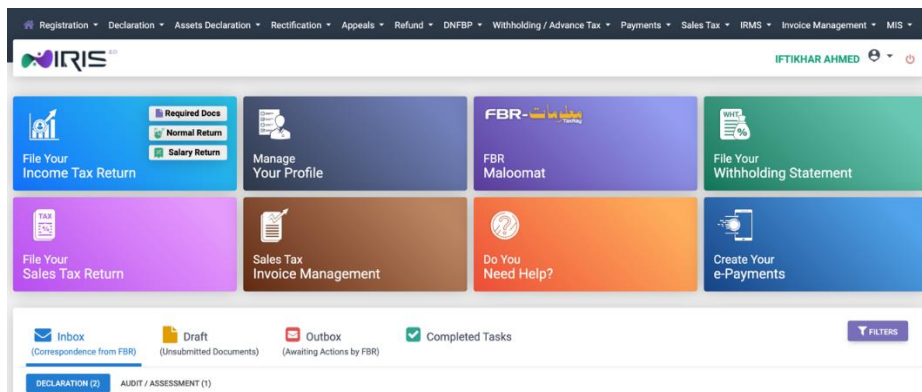 Registration Declaration Assets Declaration Rectification Appeals Refund DNFBP Withholding / Advance Tax Payments Sales Tax IRMS Invoice Management MIS
IRIS 2.0
IFTIKHAR AHMED
Required Docs
Normal Return
Salary Return
File Your
Income Tax Return
Manage
Your Profile
FBR-معلومات
TaxRay
FBR
Maloomat
WHT
%
File Your
Withholding Statement
TAX
%
File Your
Sales Tax Return
Sales Tax
Invoice Management
?
Do You
Need Help?
Create Your
e-Payments
Inbox
(Correspondence from FBR)
Draft
(Unsubmitted Documents)
Outbox
(Awaiting Actions by FBR)
Completed Tasks
FILTERS
DECLARATION (2) AUDIT / ASSESSMENT (1)